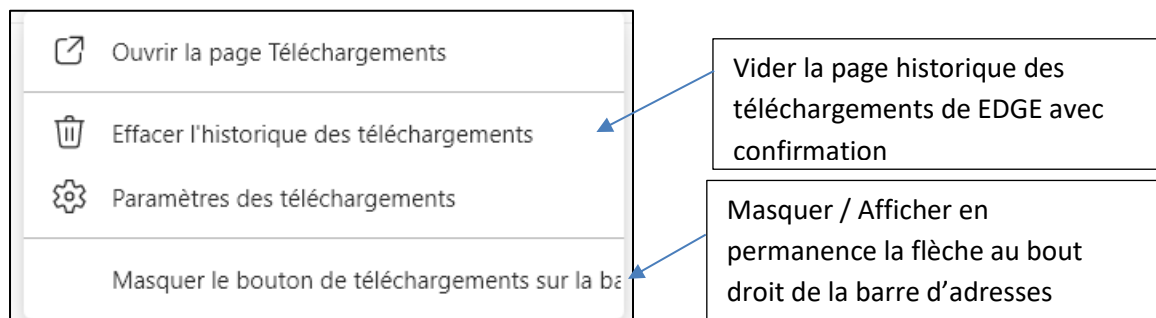 Ouvrir la page Téléchargements
Effacer l'historique des téléchargements
Paramètres des téléchargements
Masquer le bouton de téléchargements sur la
Vider la page historique des
téléchargements de EDGE avec
confirmation
Masquer / Afficher en
permanence la flèche au bout
droit de la barre d’adresses